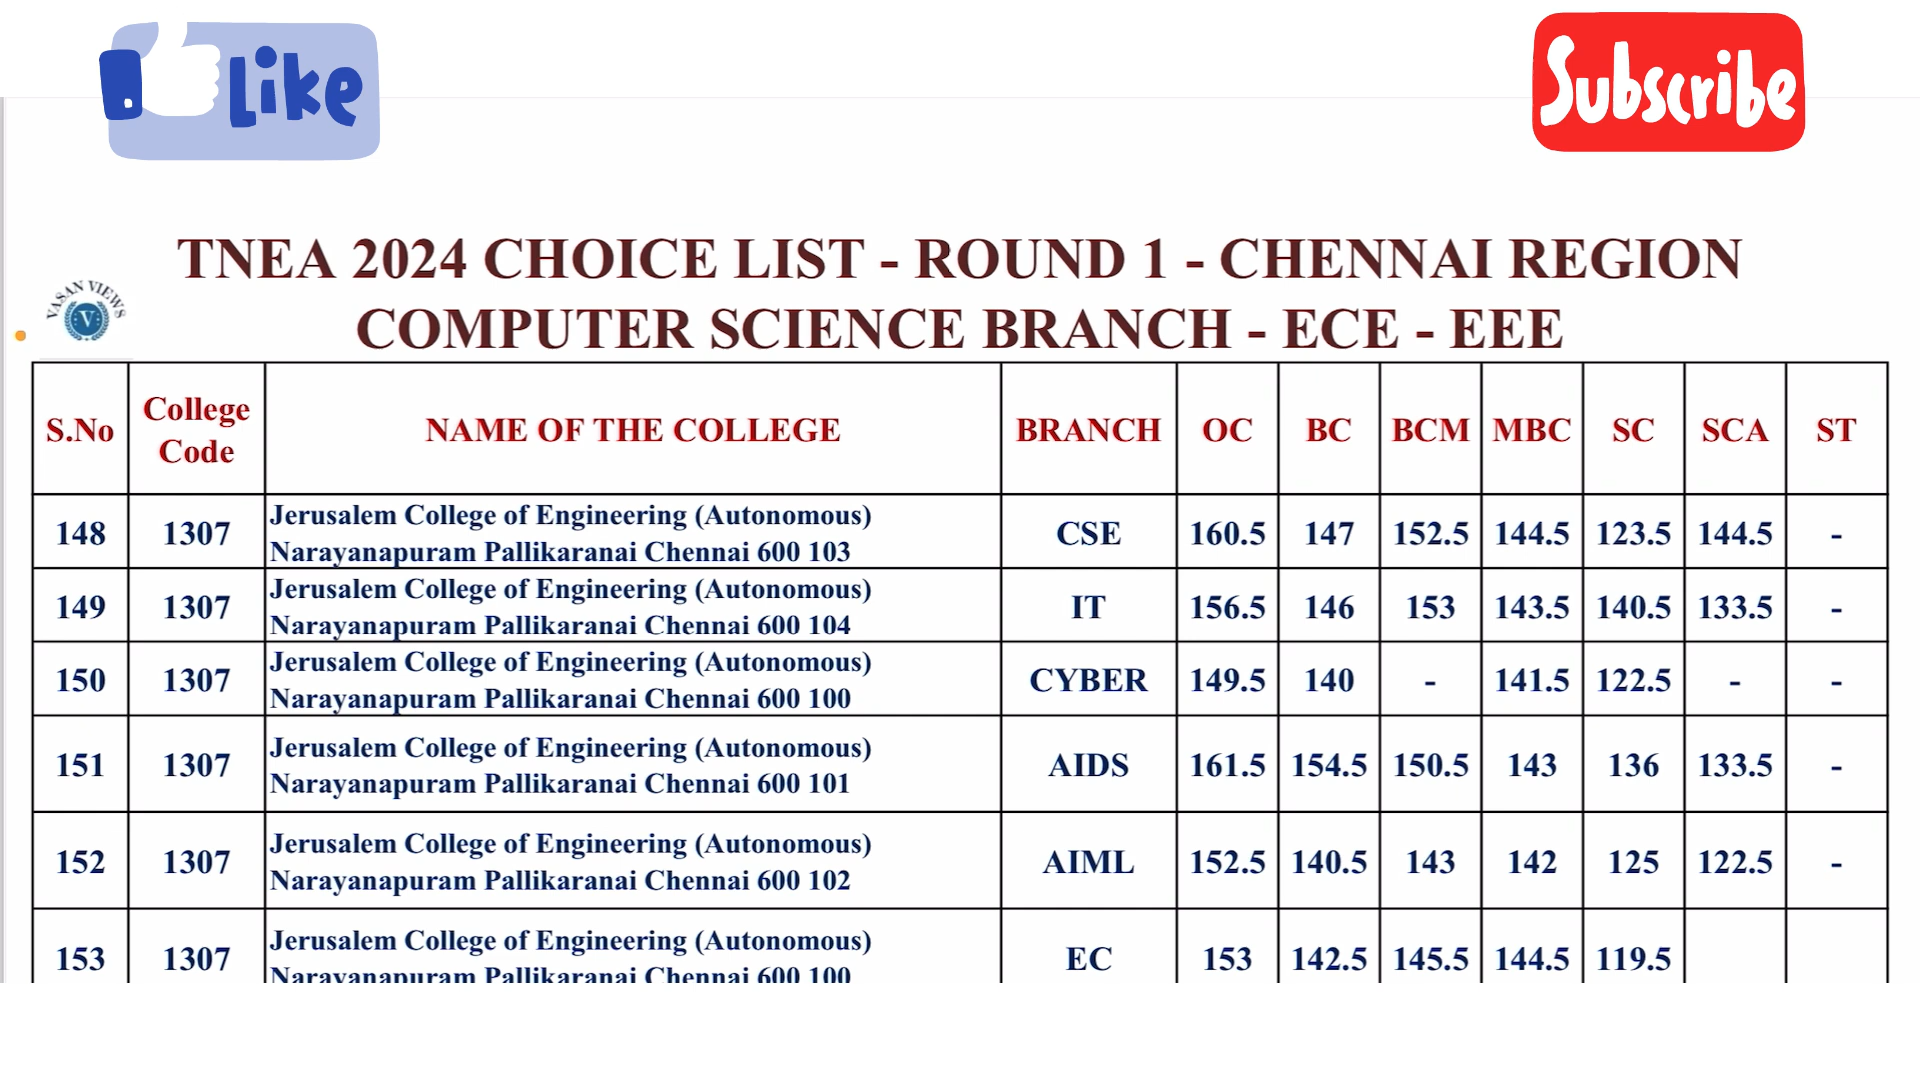 Like
Subscribe
TNEA 2024 CHOICE LIST - ROUND 1 - CHENNAI REGION
VASAN VIEWS
V
COMPUTER SCIENCE BRANCH - ECE - EEE
S.No College Code NAME OF THE COLLEGE BRANCH OC BC BCM MBC SC SCA ST
148 1307 Jerusalem College of Engineering (Autonomous) CSE 160.5 147 152.5 144.5 123.5 144.5 -
Narayanapuram Pallikaranai Chennai 600 103
149 1307 Jerusalem College of Engineering (Autonomous) IT 156.5 146 153 143.5 140.5 133.5 -
Narayanapuram Pallikaranai Chennai 600 104
150 1307 Jerusalem College of Engineering (Autonomous) CYBER 149.5 140 - 141.5 122.5 - -
Narayanapuram Pallikaranai Chennai 600 100
151 1307 Jerusalem College of Engineering (Autonomous) AIDS 161.5 154.5 150.5 143 136 133.5 -
Narayanapuram Pallikaranai Chennai 600 101
152 1307 Jerusalem College of Engineering (Autonomous) AIML 152.5 140.5 143 142 125 122.5 -
Narayanapuram Pallikaranai Chennai 600 102
153 1307 Jerusalem College of Engineering (Autonomous) EC 153 142.5 145.5 144.5 119.5
Narayanapuram Pallikaranai Chennai 600 100